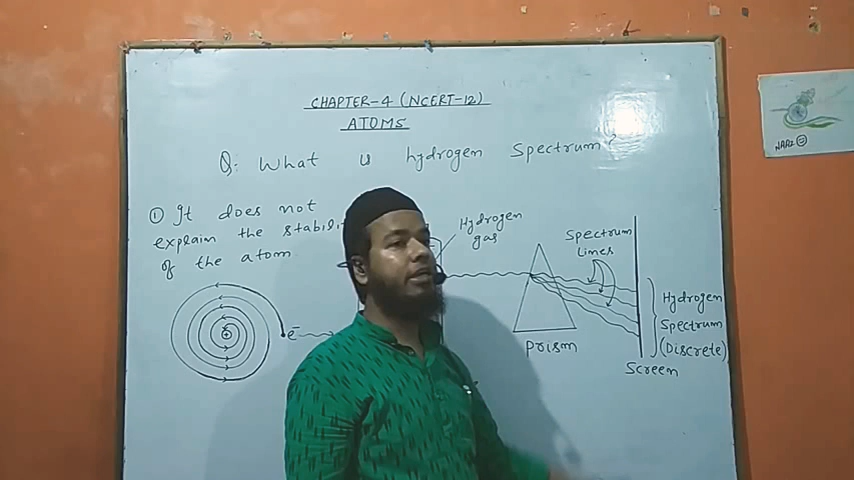 CHAPTER-4 (NCERT-12)
ATOMS
Q: What is hydrogen Spectrum?
① It does not
explain the stabili
of the atom
e-
Hydrogen
gas
Prism
Spectrum
Lines
Hydrogen
Spectrum
(Discrete)
Screen